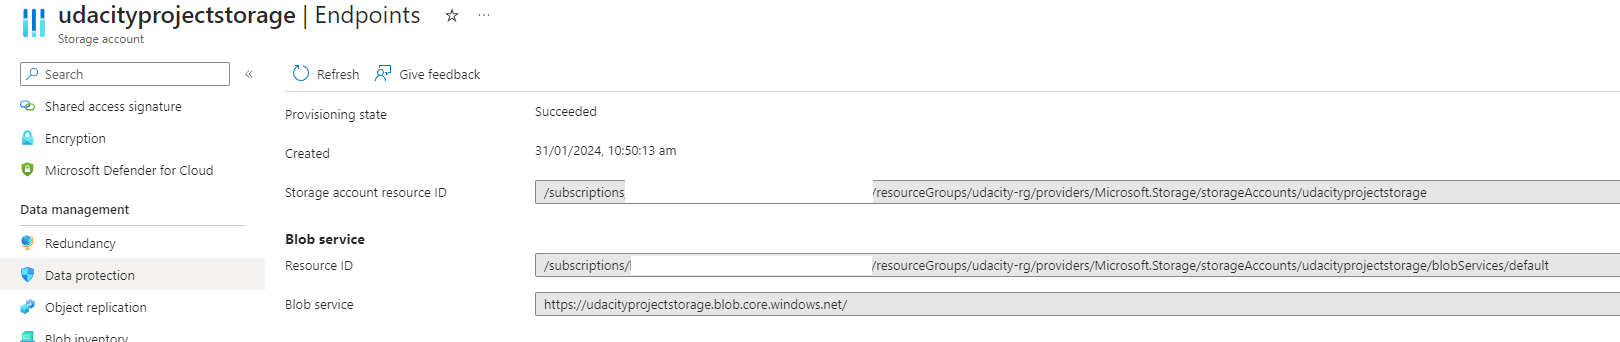 udacityprojectstorage | Endpoints
Storage account
Search
Refresh
Give feedback
Shared access signature
Encryption
Microsoft Defender for Cloud
Data management
Redundancy
Data protection
Object replication
Blob inventory
Provisioning state
Succeeded
Created
31/01/2024, 10:50:13 am
Storage account resource ID
/subscriptions /resourceGroups/udacity-rg/providers/Microsoft.Storage/storageAccounts/udacityprojectstorage
Blob service
Resource ID
/subscriptions/ /resourceGroups/udacity-rg/providers/Microsoft.Storage/storageAccounts/udacityprojectstorage/blobServices/default
Blob service
https://udacityprojectstorage.blob.core.windows.net/